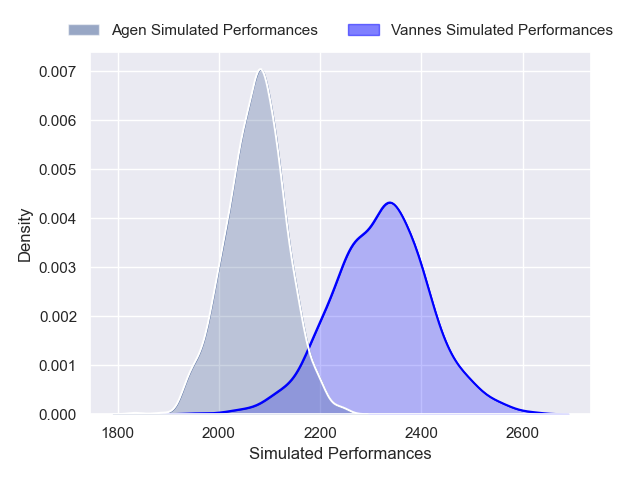 Agen Simulated Performances Vannes Simulated Performances
0.007
0.006
0.005
0.004
0.003
0.002
0.001
0.000
Density
1800 2000 2200 2400 2600
Simulated Performances